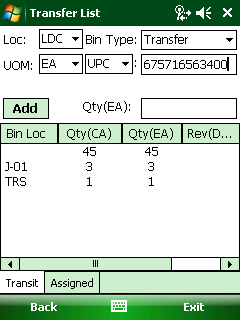 Transfer List
Loc: LDC Bin Type: Transfer
UOM: EA UPC : 675716563400
Add Qty(EA):
Bin Loc Qty(CA) Qty(EA) Rev(D...
45 45
J-01 3 3
TRS 1 1
Transit Assigned
Back Exit